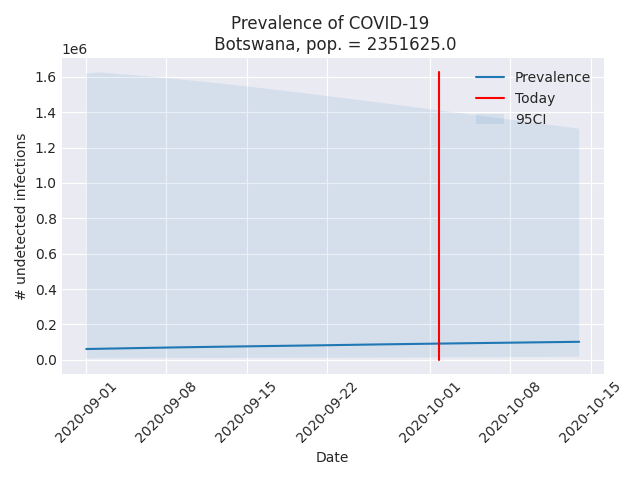 Prevalence of COVID-19
Botswana, pop. = 2351625.0
1e6
1.6
1.4
1.2
1.0
0.8
0.6
0.4
0.2
0.0
# undetected infections
Prevalence
Today
95CI
2020-09-01
2020-09-08
2020-09-15
2020-09-22
2020-10-01
2020-10-08
2020-10-15
Date